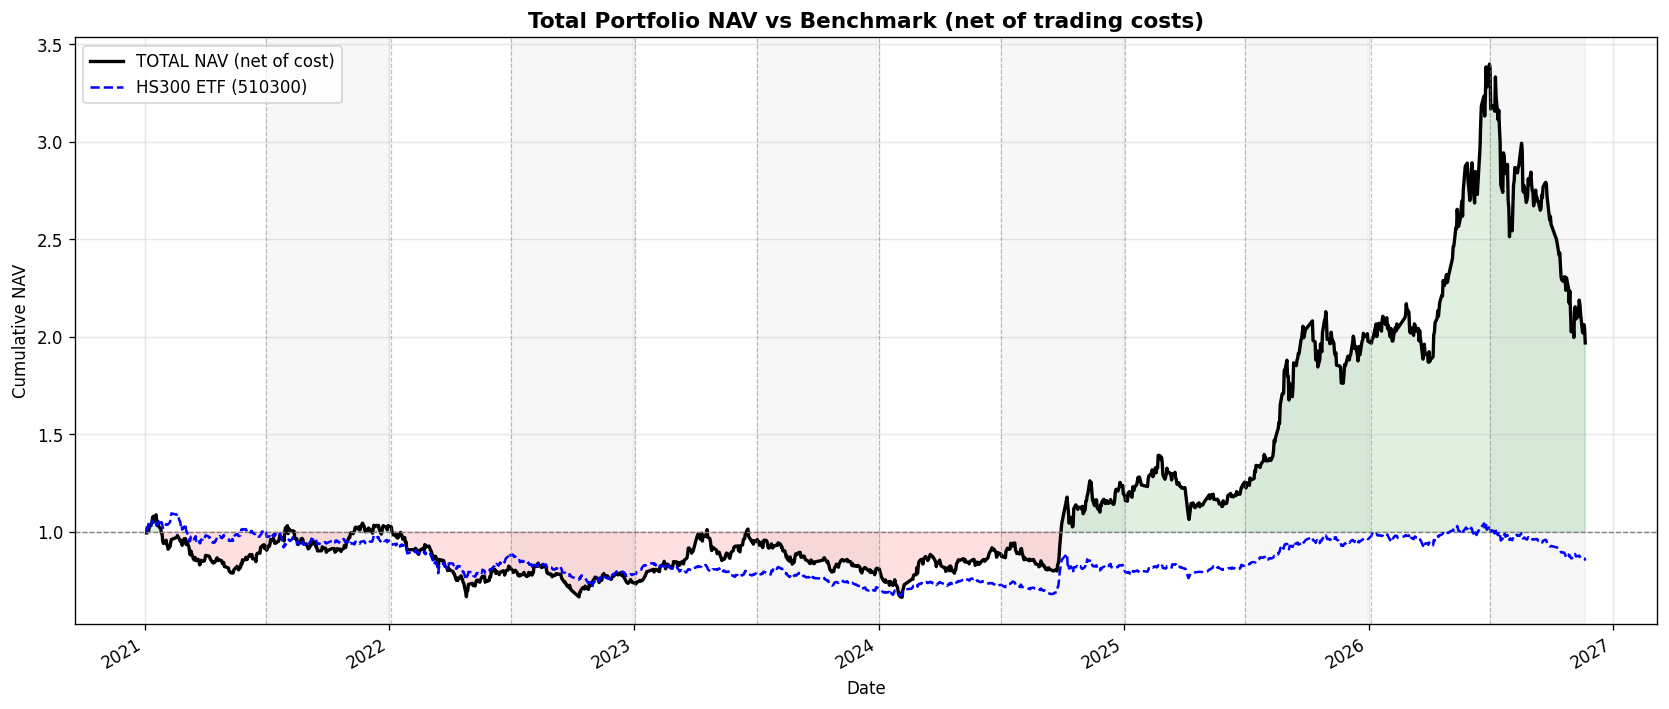 Total Portfolio NAV vs Benchmark (net of trading costs)
TOTAL NAV (net of cost)
HS300 ETF (510300)
Cumulative NAV
3.5
3.0
2.5
2.0
1.5
1.0
2021
2022
2023
2024
2025
2026
2027
Date